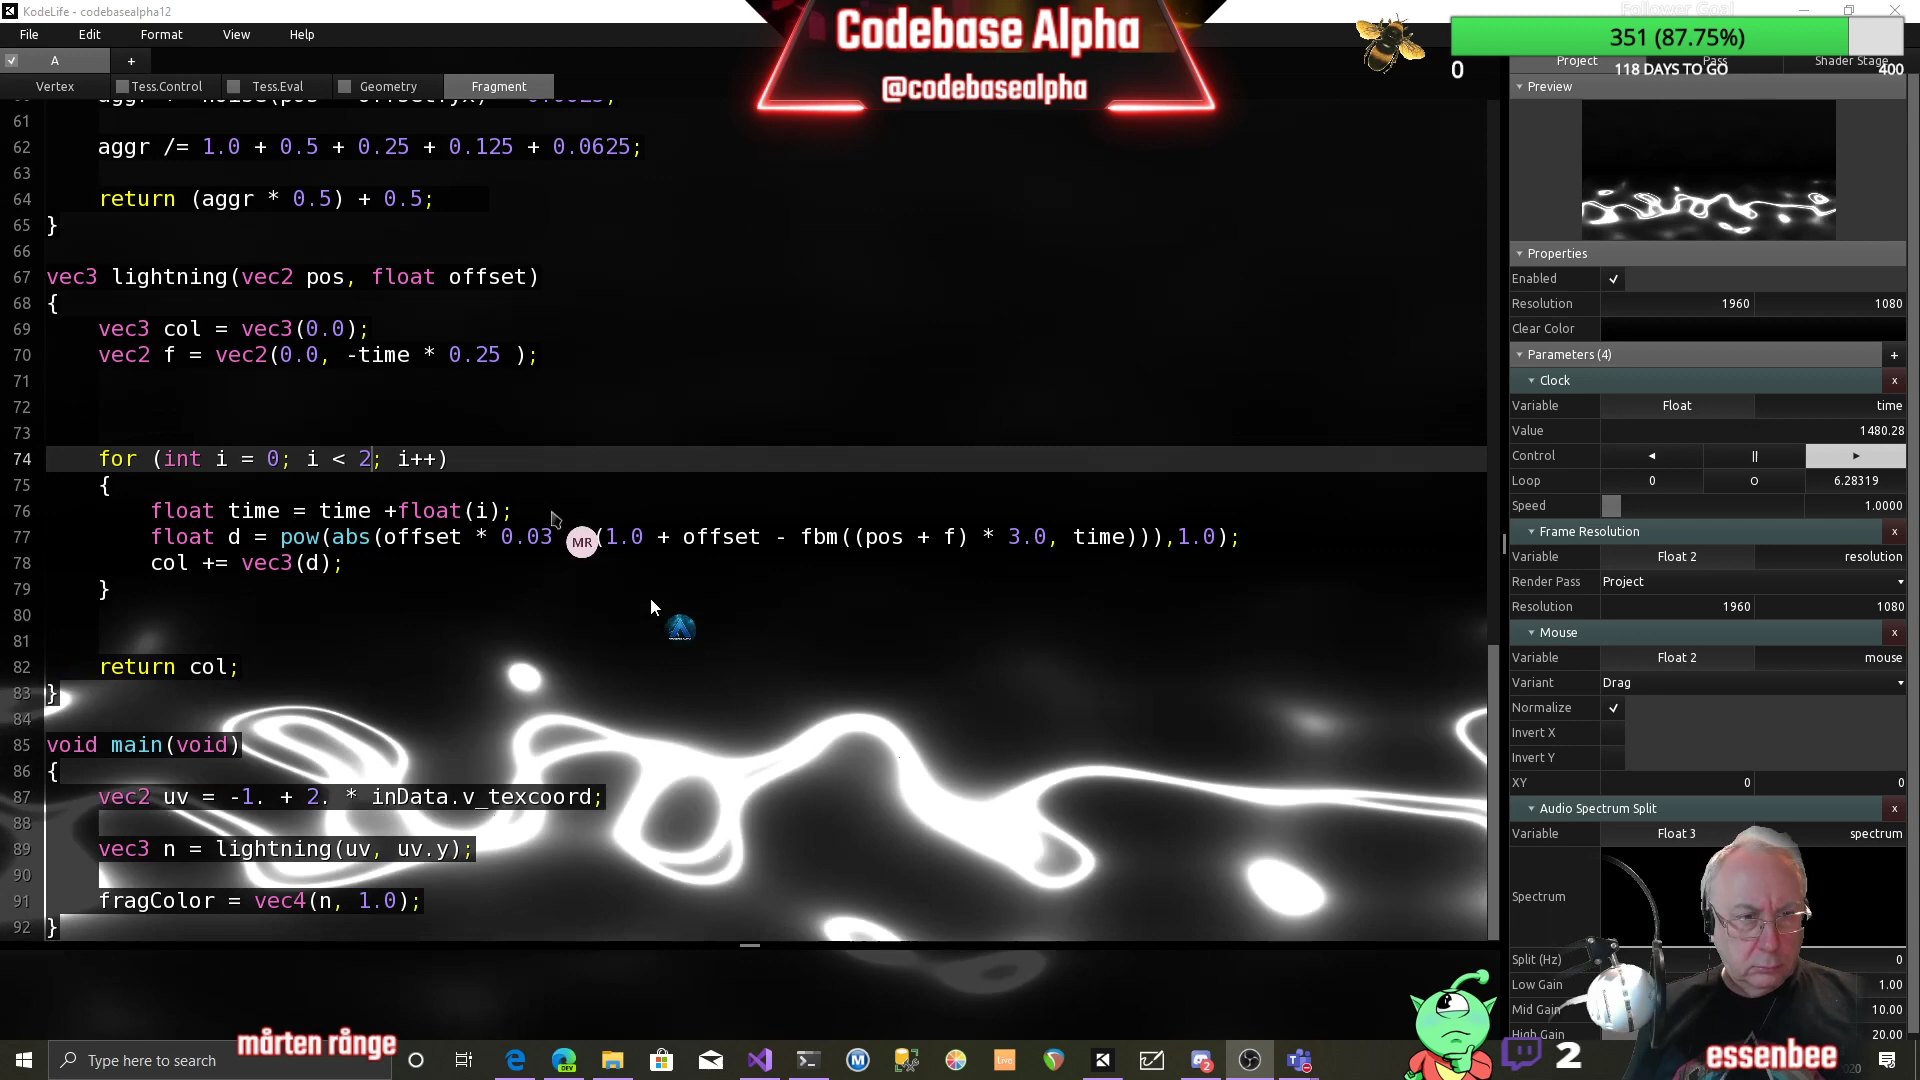 KodeLife - codebasealpha12
File Edit Format View Help
A +
Vertex Tess.Control Tess.Eval Geometry Fragment
61
62 aggr /= 1.0 + 0.5 + 0.25 + 0.125 + 0.0625;
63
64 return (aggr * 0.5) + 0.5;
65 }
66
67 vec3 lightning(vec2 pos, float offset)
68 {
69 vec3 col = vec3(0.0);
70 vec2 f = vec2(0.0, -time * 0.25 );
71
72
73
74 for (int i = 0; i < 2; i++)
75 {
76 float time = time +float(i);
77 float d = pow(abs(offset * 0.03 MR (1.0 + offset - fbm((pos + f) * 3.0, time))),1.0);
78 col += vec3(d);
79 }
80
81
82 return col;
83 }
84
85 void main(void)
86 {
87 vec2 uv = -1. + 2. * inData.v_texcoord;
88
89 vec3 n = lightning(uv, uv.y);
90
91 fragColor = vec4(n, 1.0);
92 }
Codebase Alpha
@codebasealpha
Follower Goal
351 (87.75%)
0 118 DAYS TO GO 400
Project Pass Shader Stage
Preview
Properties
Enabled
Resolution 1960 1080
Clear Color
Parameters (4) +
Clock x
Variable Float time
Value 1480.28
Control
Loop 0 O 6.28319
Speed 1.0000
Frame Resolution x
Variable Float 2 resolution
Render Pass Project
Resolution 1960 1080
Mouse x
Variable Float 2 mouse
Variant Drag
Normalize
Invert X
Invert Y
XY 0 0
Audio Spectrum Split x
Variable Float 3 spectrum
Spectrum
Split (Hz) 0
Low Gain 1.00
Mid Gain 10.00
High Gain 20.00
Type here to search
mårten rånge
DEV
live
2
2
essenbee